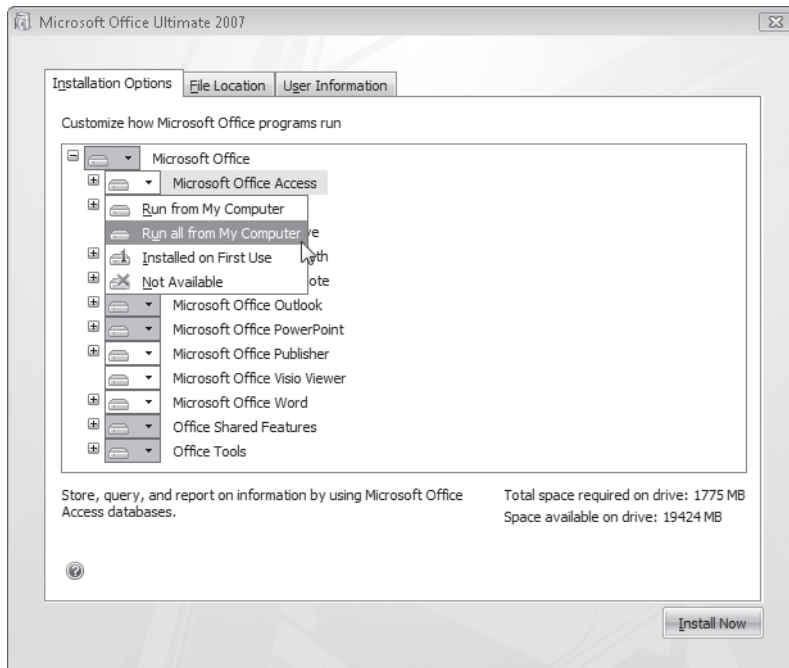 Microsoft Office Ultimate 2007
Installation Options File Location User Information
Customize how Microsoft Office programs run
Microsoft Office
Microsoft Office Access
Run from My Computer
Run all from My Computer
Installed on First Use
Not Available
Microsoft Office Outlook
Microsoft Office PowerPoint
Microsoft Office Publisher
Microsoft Office Visio Viewer
Microsoft Office Word
Office Shared Features
Office Tools
Store, query, and report on information by using Microsoft Office
Access databases.
Total space required on drive: 1775 MB
Space available on drive: 19424 MB
Install Now